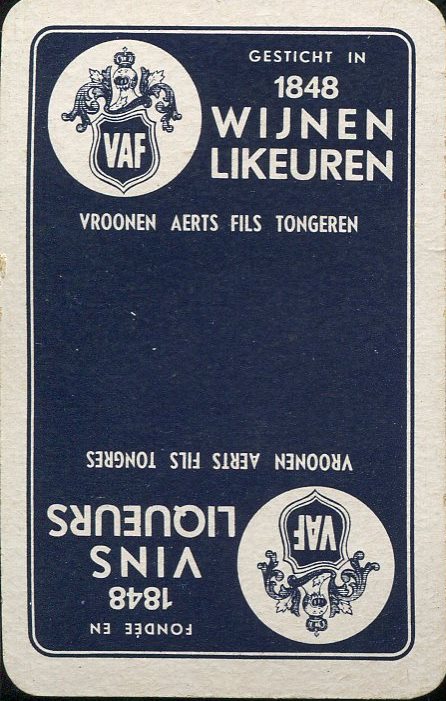 VAF
GESTICHT IN
1848
WIJNEN
LIKEUREN
VROONEN AERTS FILS TONGEREN
VAF
FONDÉE EN
1848
VINS
LIQUEURS
VROONEN AERTS FILS TONGRES